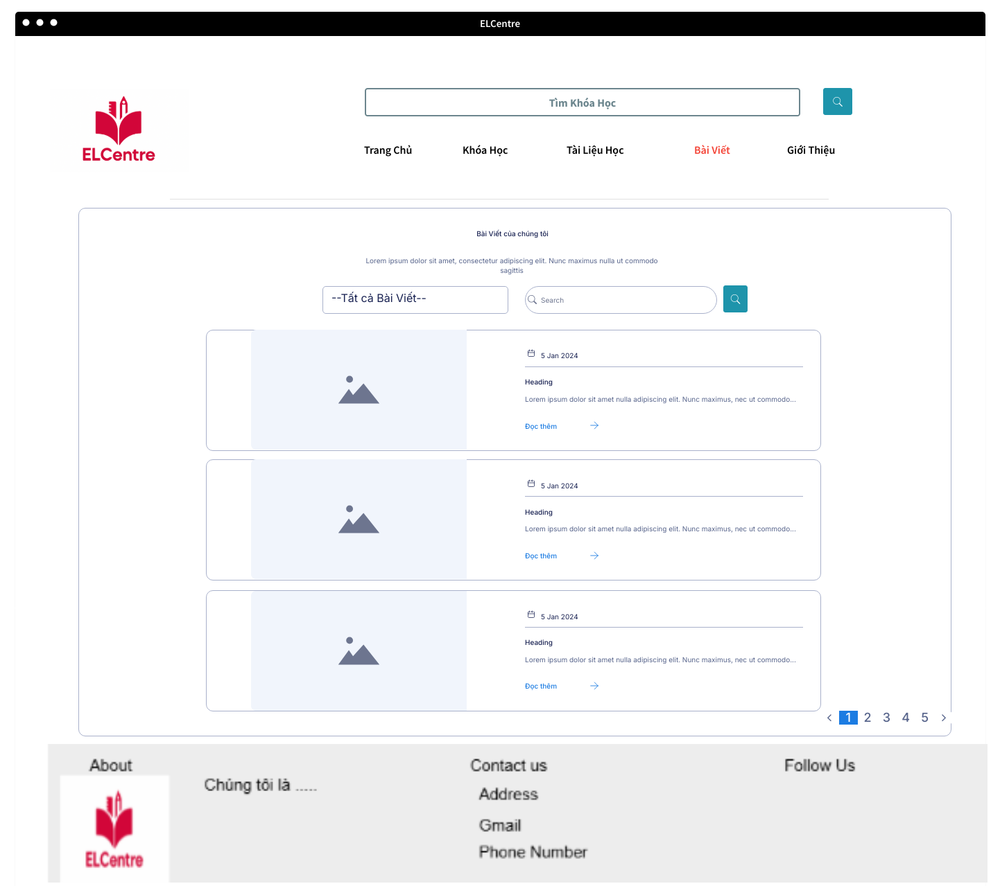 ELCentre
ELCentre
Tìm Khóa Học
Trang Chủ
Khóa Học
Tài Liệu Học
Bài Viết
Giới Thiệu
Bài Viết của chúng tôi
Lorem ipsum dolor sit amet, consectetur adipiscing elit. Nunc maximus nulla ut commodo
sagittis
--Tất cả Bài Viết--
Search
5 Jan 2024
Heading
Lorem ipsum dolor sit amet nulla adipiscing elit. Nunc maximus, nec ut commodo...
Đọc thêm
5 Jan 2024
Heading
Lorem ipsum dolor sit amet nulla adipiscing elit. Nunc maximus, nec ut commodo...
Đọc thêm
5 Jan 2024
Heading
Lorem ipsum dolor sit amet nulla adipiscing elit. Nunc maximus, nec ut commodo...
Đọc thêm
1 2 3 4 5
About
ELCentre
Chúng tôi là .....
Contact us
Address
Gmail
Phone Number
Follow Us